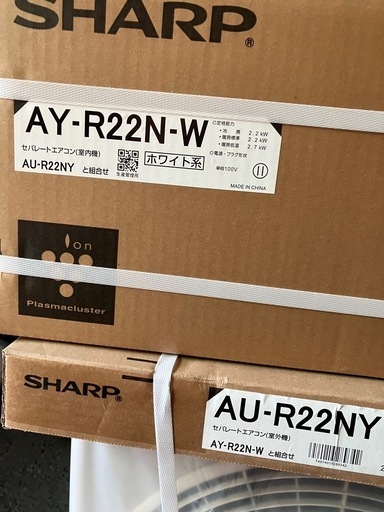 SHARP®
AY-R22N-W
セパレートエアコン(室内機)
AU-R22NY と組合せ
ホワイト系
生産管理用
○定格能力
・冷 房 2.2 kW
・暖房標準 2.2 kW
・暖房低温 2.7 kW
○電源・プラグ形状
単相100V
MADE IN CHINA
ion
Plasmacluster
SHARP®
AU-R22NY
セパレートエアコン(室外機)
AY-R22N-W と組合せ